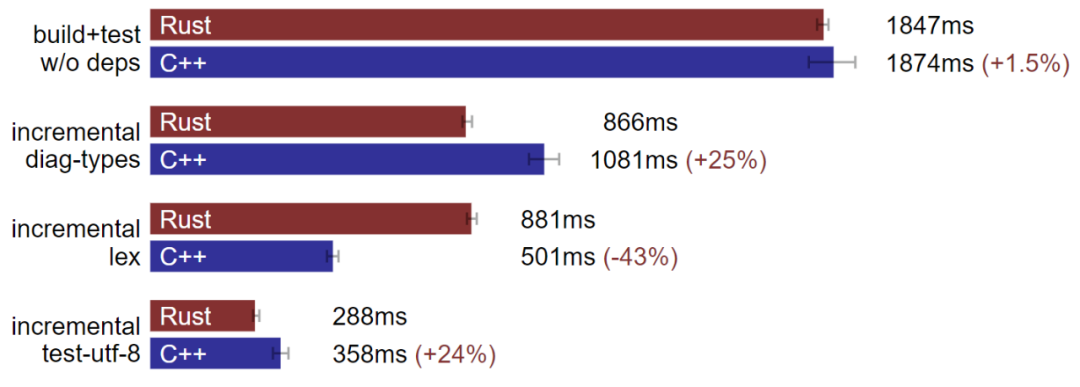 build+test
w/o deps
Rust
1847ms
C++
1874ms (+1.5%)
incremental
diag-types
Rust
866ms
C++
1081ms (+25%)
incremental
lex
Rust
881ms
C++
501ms (-43%)
incremental
test-utf-8
Rust
288ms
C++
358ms (+24%)